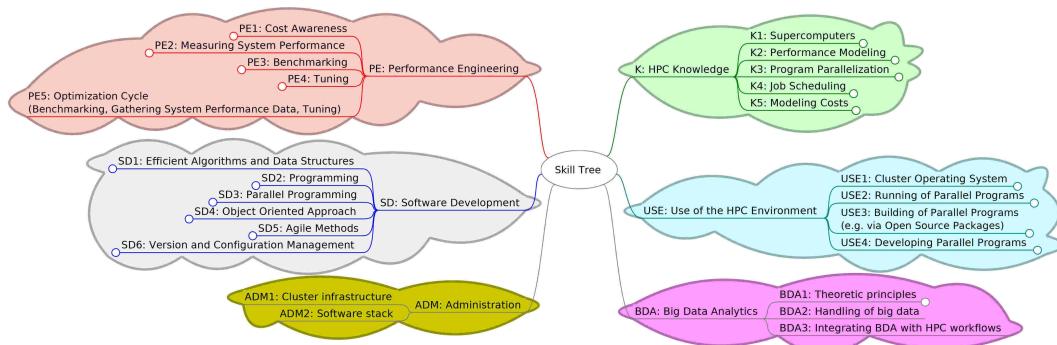 PE1: Cost Awareness
PE2: Measuring System Performance
PE3: Benchmarking
PE4: Tuning
PE5: Optimization Cycle
(Benchmarking, Gathering System Performance Data, Tuning)
PE: Performance Engineering
SD1: Efficient Algorithms and Data Structures
SD2: Programming
SD3: Parallel Programming
SD4: Object Oriented Approach
SD5: Agile Methods
SD6: Version and Configuration Management
SD: Software Development
ADM1: Cluster infrastructure
ADM2: Software stack
ADM: Administration
Skill Tree
K: HPC Knowledge
K1: Supercomputers
K2: Performance Modeling
K3: Program Parallelization
K4: Job Scheduling
K5: Modeling Costs
USE: Use of the HPC Environment
USE1: Cluster Operating System
USE2: Running of Parallel Programs
USE3: Building of Parallel Programs
(e.g. via Open Source Packages)
USE4: Developing Parallel Programs
BDA: Big Data Analytics
BDA1: Theoretic principles
BDA2: Handling of big data
BDA3: Integrating BDA with HPC workflows